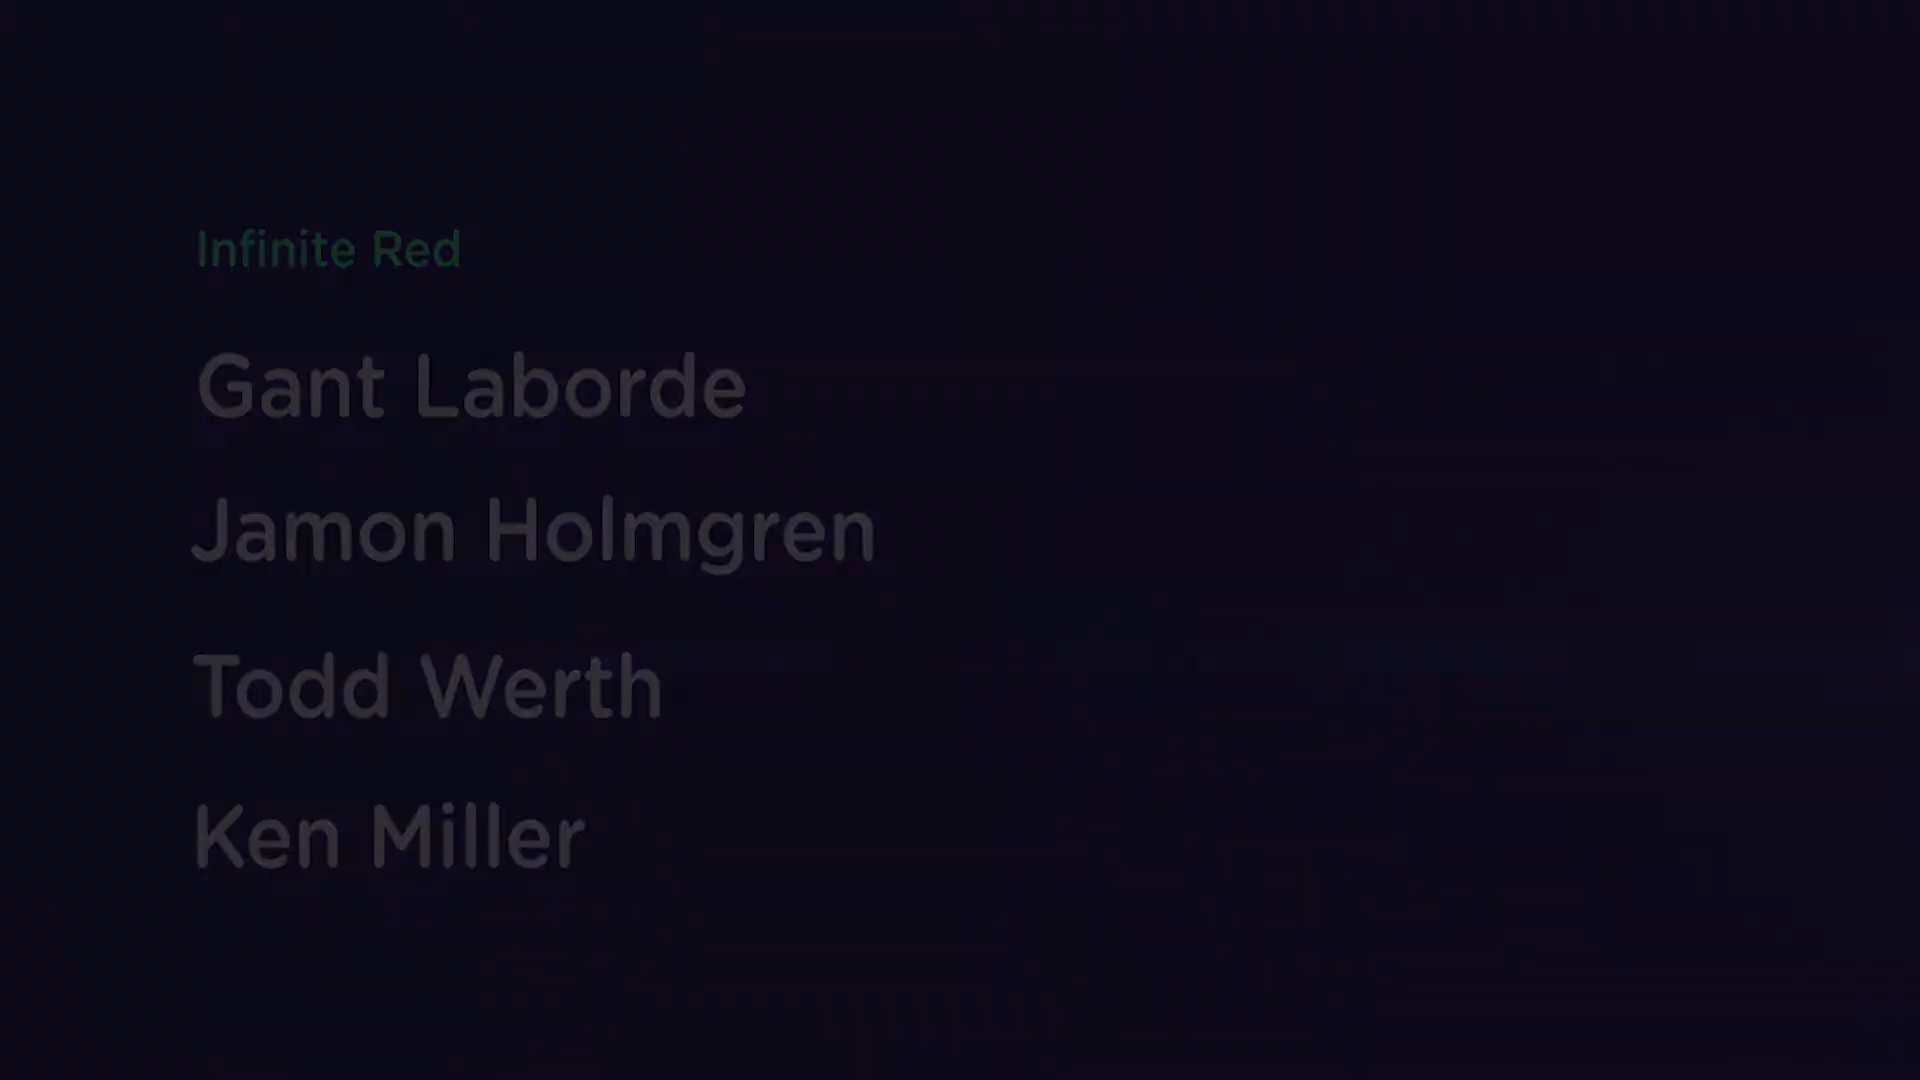 Infinite Red
Gant Laborde
Jamon Holmgren
Todd Werth
Ken Miller